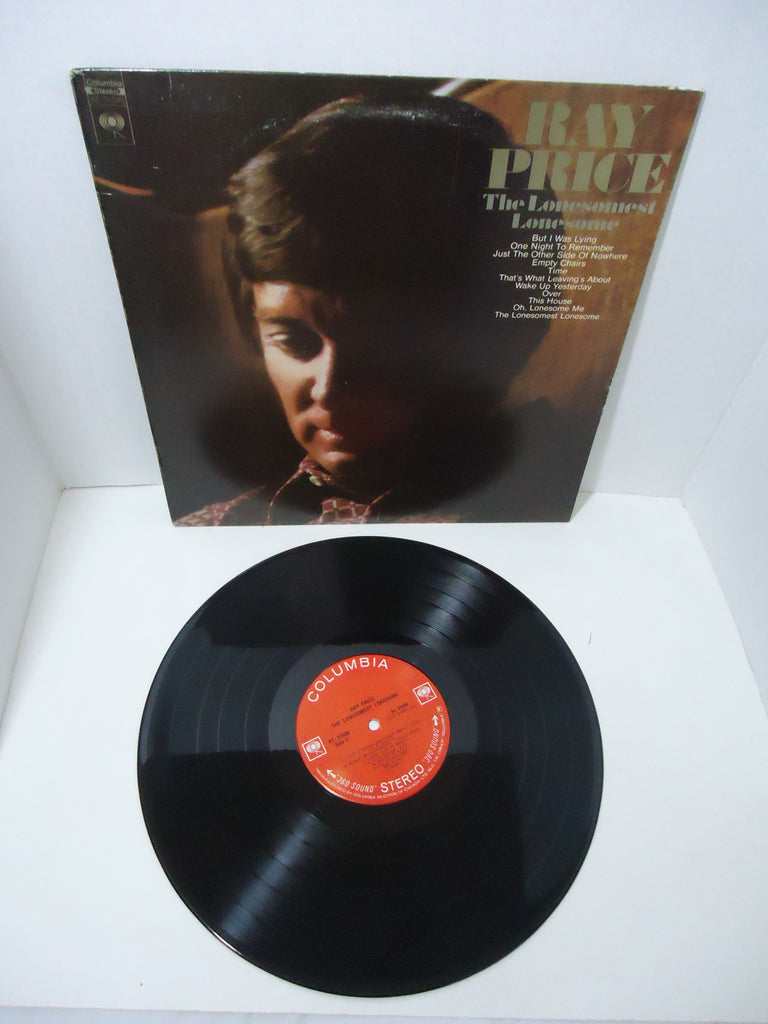 Columbia
Stereo
RAY
PRICE
The Lonesomest
Lonesome
But I Was Lying
One Night To Remember
Just The Other Side Of Nowhere
Empty Chairs
Time
That's What Leaving's About
Wake Up Yesterday
Over
This House
Oh, Lonesome Me
The Lonesomest Lonesome
COLUMBIA
RAY PRICE
THE LONESOMEST LONESOME
"360 SOUND" STEREO "360 SOUND"